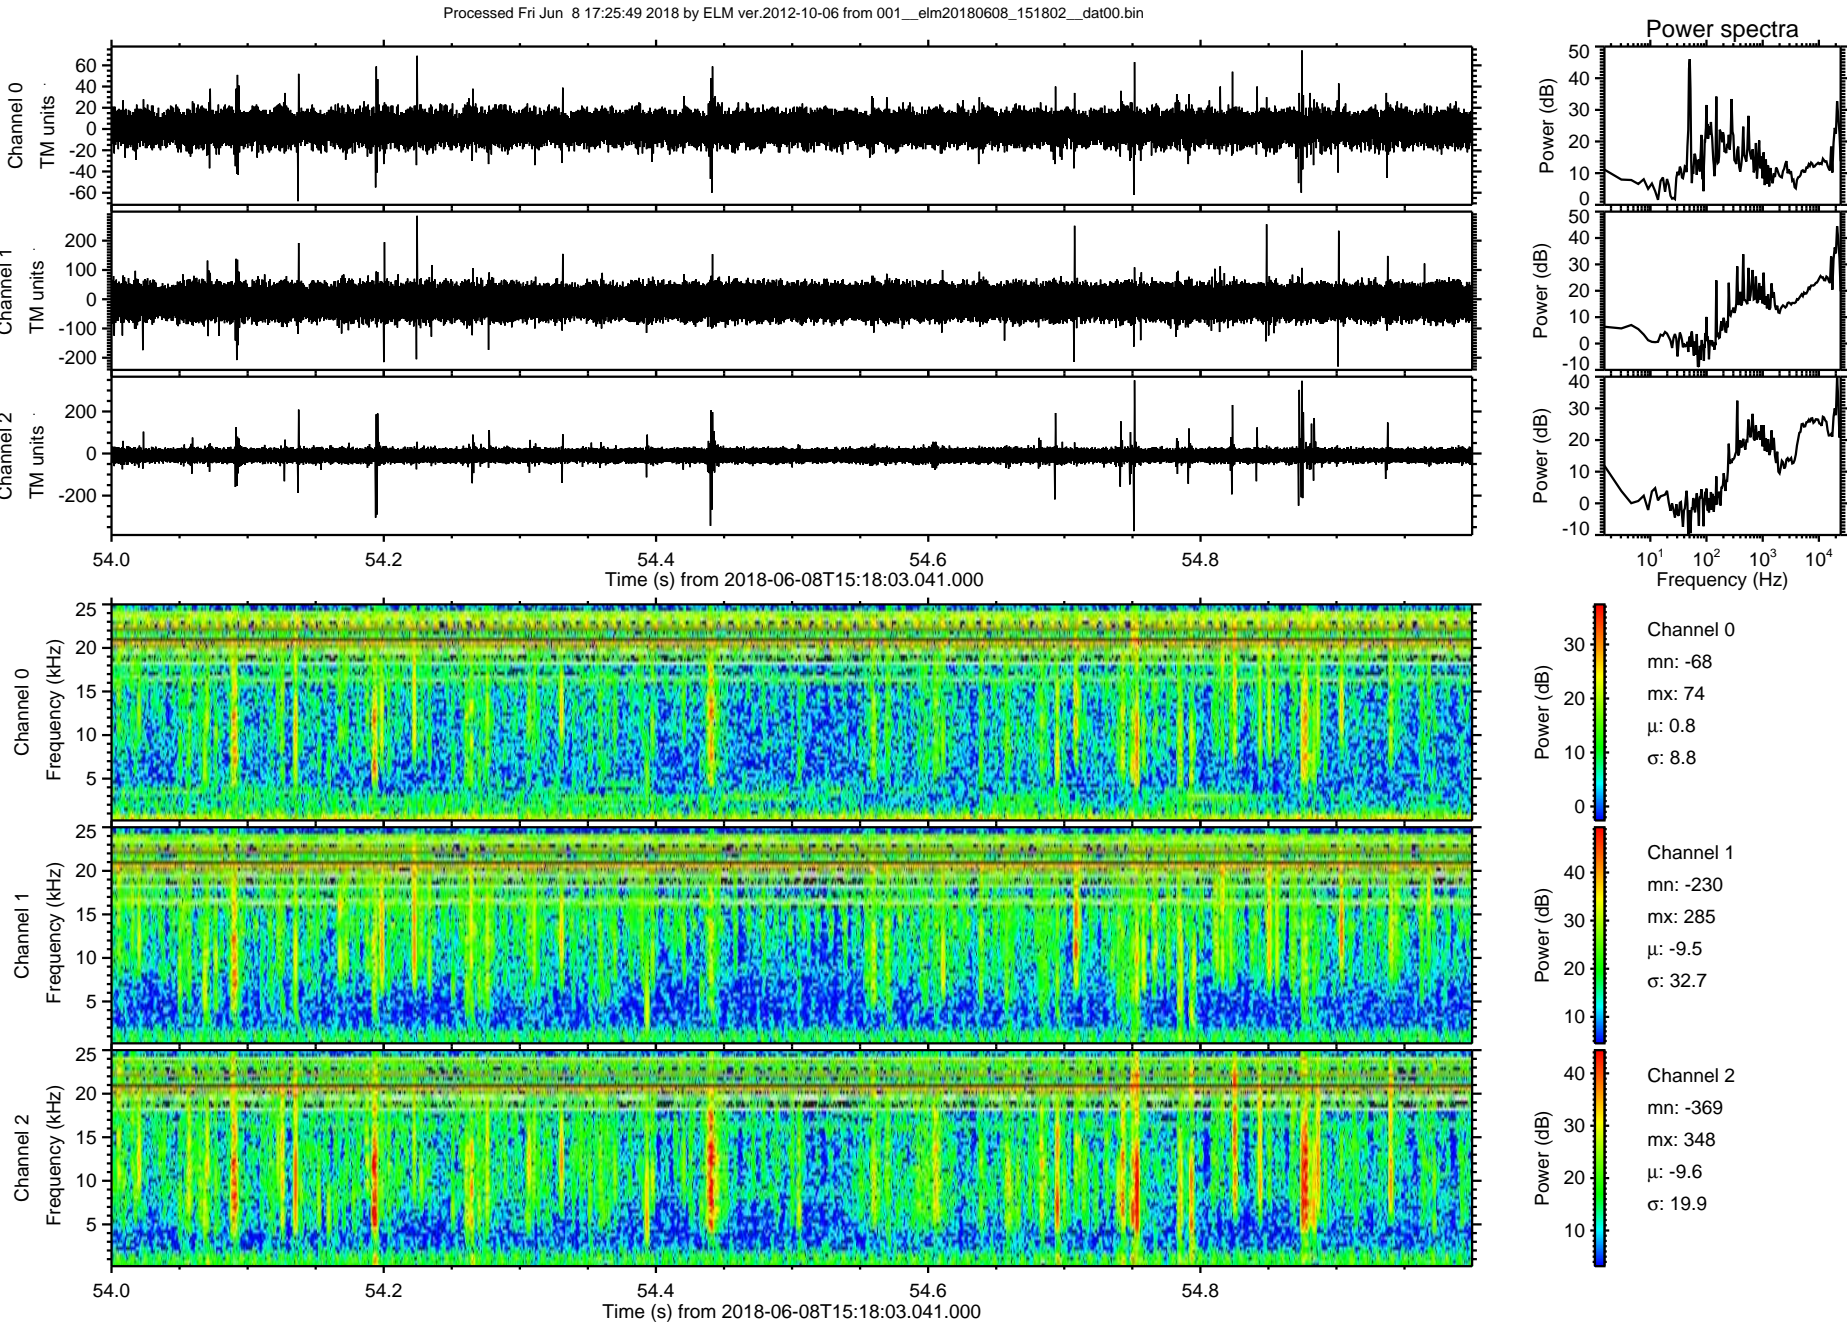 Processed Fri Jun  8 17:25:49 2018 by ELM ver.2012-10-06 from 001__elm20180608_151802__dat00.bin
Power spectra
Channel 0
TM units
60
40
20
0
-20
-40
-60
Power (dB)
50
40
30
20
10
0
Channel 1
TM units
200
100
0
-100
-200
Power (dB)
50
40
30
20
10
0
-10
Channel 2
TM units
200
0
-200
Power (dB)
40
30
20
10
0
-10
54.0 54.2 54.4 54.6 54.8
Time (s) from 2018-06-08T15:18:03.041.000
10^1 10^2 10^3 10^4
Frequency (Hz)
Channel 0
Frequency (kHz)
25
20
15
10
5
Power (dB)
30
20
10
0
Channel 0
mn: -68
mx: 74
μ: 0.8
σ: 8.8
Channel 1
Frequency (kHz)
25
20
15
10
5
Power (dB)
40
30
20
10
Channel 1
mn: -230
mx: 285
μ: -9.5
σ: 32.7
Channel 2
Frequency (kHz)
25
20
15
10
5
Power (dB)
40
30
20
10
Channel 2
mn: -369
mx: 348
μ: -9.6
σ: 19.9
54.0 54.2 54.4 54.6 54.8
Time (s) from 2018-06-08T15:18:03.041.000